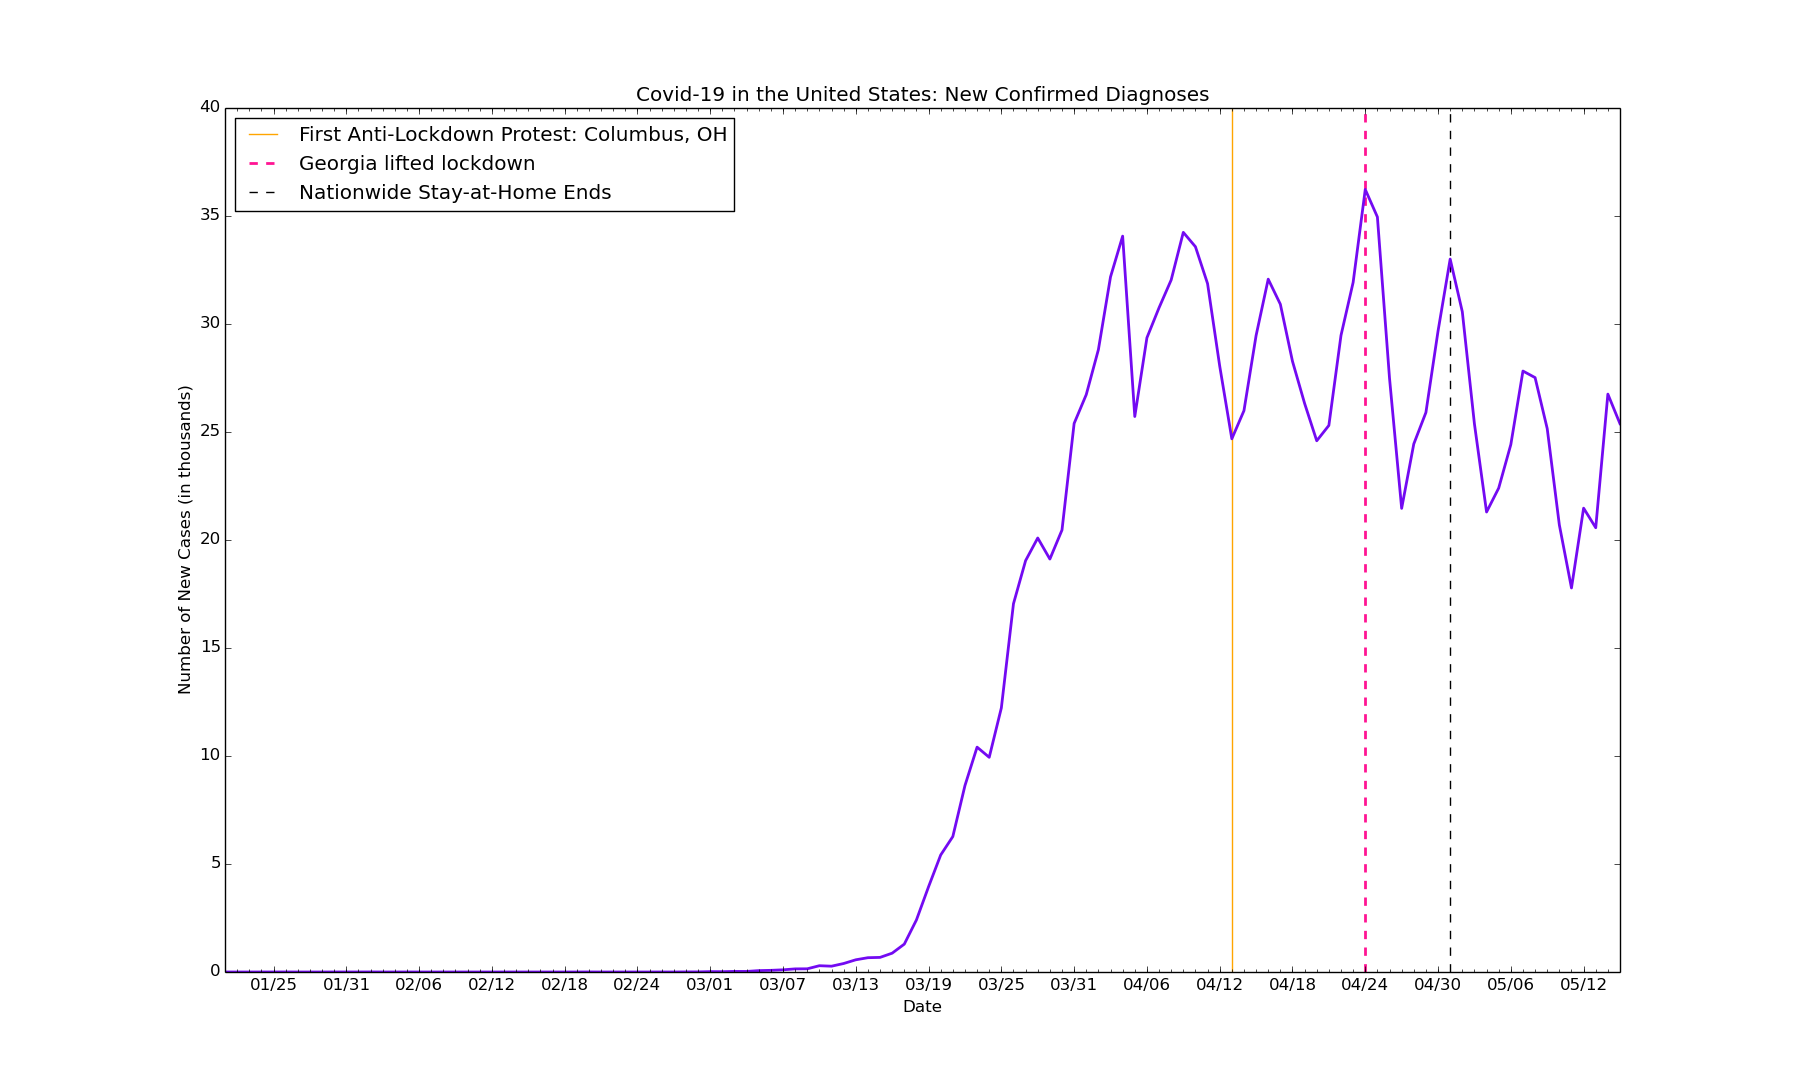 Covid-19 in the United States: New Confirmed Diagnoses
First Anti-Lockdown Protest: Columbus, OH
Georgia lifted lockdown
Nationwide Stay-at-Home Ends
Number of New Cases (in thousands)
40
35
30
25
20
15
10
5
0
01/25 01/31 02/06 02/12 02/18 02/24 03/01 03/07 03/13 03/19 03/25 03/31 04/06 04/12 04/18 04/24 04/30 05/06 05/12
Date